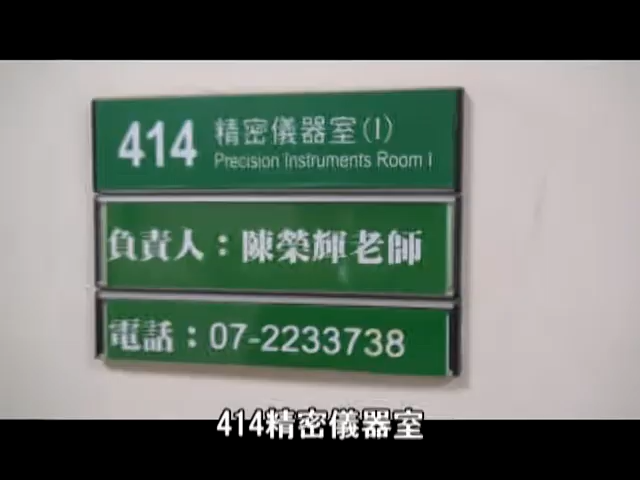 414 精密儀器室(1)
Precision Instruments Room I
負責人：陳榮輝老師
電話：07-2233738
414精密儀器室